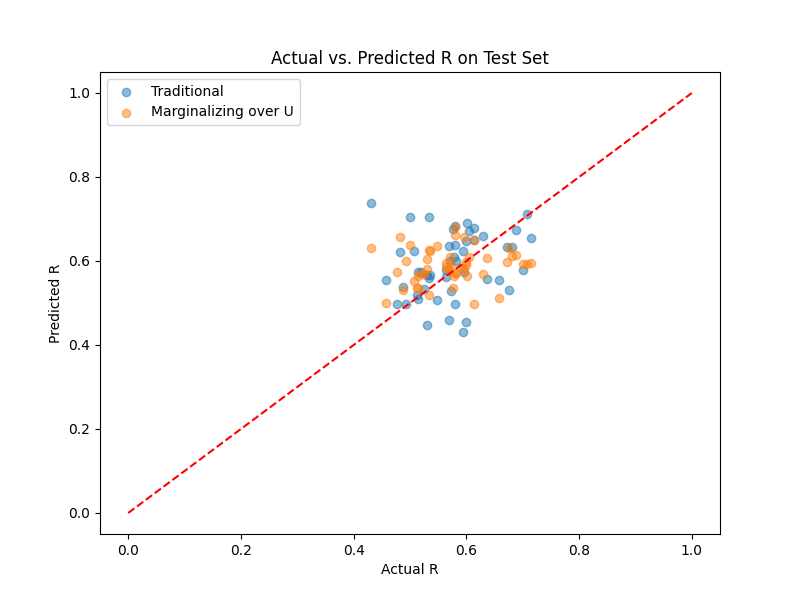 Actual vs. Predicted R on Test Set
Traditional
Marginalizing over U
1.0
0.8
0.6
0.4
0.2
0.0
Predicted R
0.0 0.2 0.4 0.6 0.8 1.0
Actual R